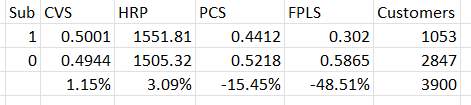 Sub CVS HRP PCS FPLS Customers
1 0.5001 1551.81 0.4412 0.302 1053
0 0.4944 1505.32 0.5218 0.5865 2847
1.15% 3.09% -15.45% -48.51% 3900